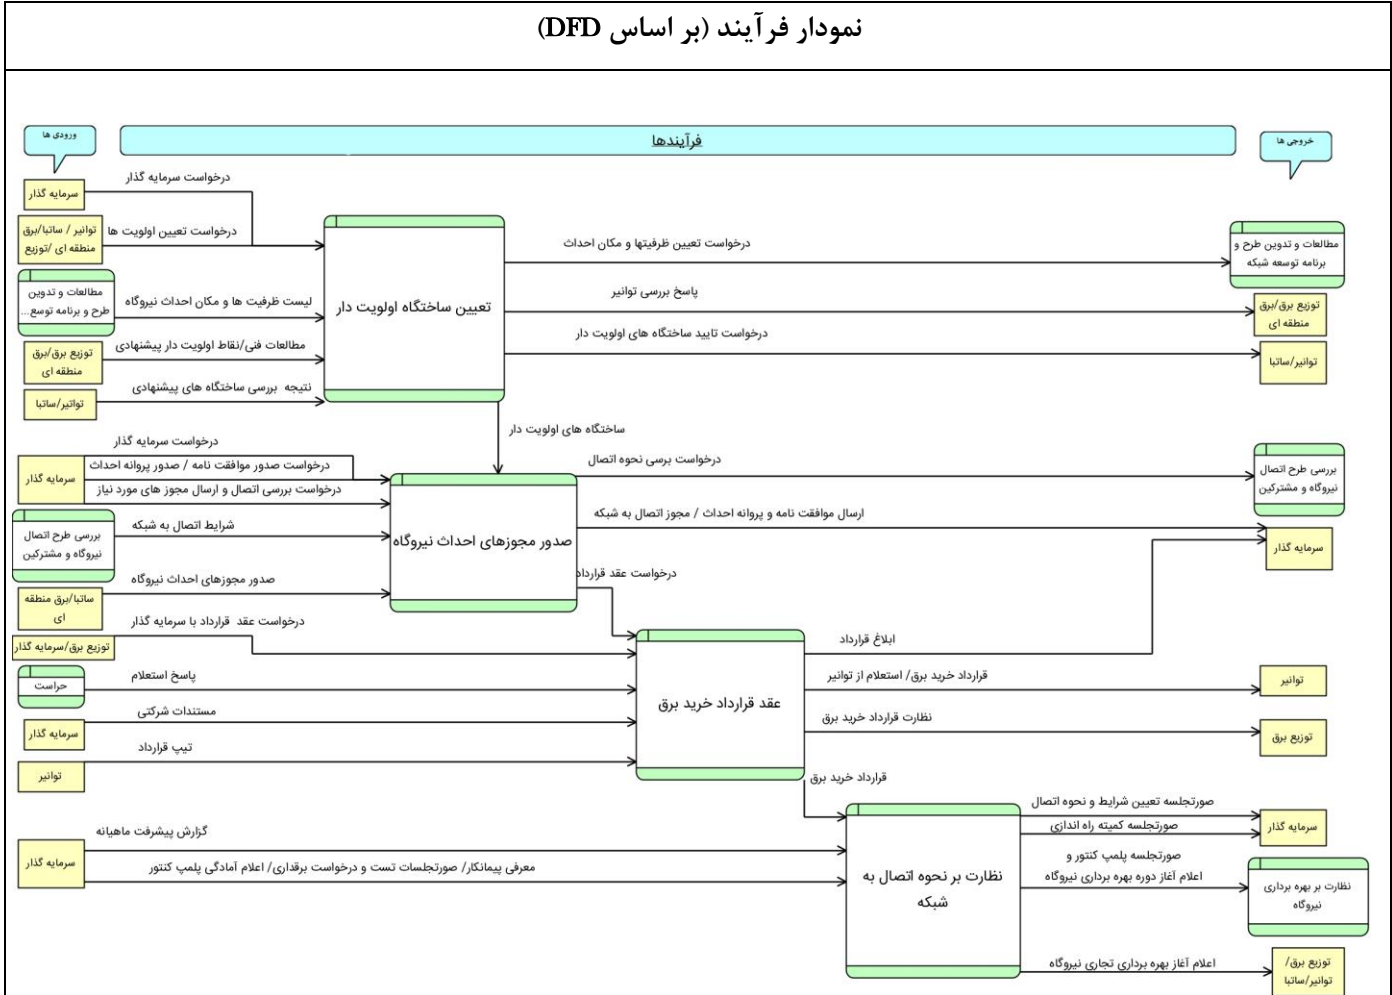 نمودار فرآیند (بر اساس DFD)
ورودی ها
فرآیندها
خروجی ها
سرمایه گذار
درخواست سرمایه گذار
توانیر / ساتبا/برق
منطقه ای /توزیع
درخواست تعیین اولویت ها
مطالعات و تدوین
طرح و برنامه توسع...
لیست ظرفیت ها و مکان احداث نیروگاه
توزیع برق/برق
منطقه ای
مطالعات فنی/نقاط اولویت دار پیشنهادی
تواتیر/ساتبا
نتیجه بررسی ساختگاه های پیشنهادی
تعیین ساختگاه اولویت دار
درخواست تعیین ظرفیتها و مکان احداث
مطالعات و تدوین طرح و
برنامه توسعه شبکه
پاسخ بررسی توانیر
توزیع برق/برق
منطقه ای
درخواست تایید ساختگاه های اولویت دار
توانیر/ساتبا
ساختگاه های اولویت دار
درخواست سرمایه گذار
سرمایه گذار
درخواست صدور موافقت نامه / صدور پروانه احداث
درخواست بررسی اتصال و ارسال مجوز های مورد نیاز
بررسی طرح اتصال
نیروگاه و مشترکین
شرایط اتصال به شبکه
ساتبا/برق منطقه
ای
صدور مجوزهای احداث نیروگاه
صدور مجوزهای احداث نیروگاه
درخواست برسی نحوه اتصال
بررسی طرح اتصال
نیروگاه و مشترکین
ارسال موافقت نامه و پروانه احداث / مجوز اتصال به شبکه
سرمایه گذار
درخواست عقد قرارداد
توزیع برق/سرمایه گذار
درخواست عقد قرارداد با سرمایه گذار
حراست
پاسخ استعلام
سرمایه گذار
مستندات شرکتی
توانیر
تیپ قرارداد
عقد قرارداد خرید برق
ابلاغ قرارداد
قرارداد خرید برق/ استعلام از توانیر
توانیر
نظارت قرارداد خرید برق
توزیع برق
قرارداد خرید برق
سرمایه گذار
گزارش پیشرفت ماهیانه
معرفی پیمانکار/ صورتجلسات تست و درخواست برقداری/ اعلام آمادگی پلمپ کنتور
نظارت بر نحوه اتصال به
شبکه
صورتجلسه تعیین شرایط و نحوه اتصال
صورتجلسه کمیته راه اندازی
سرمایه گذار
صورتجلسه پلمپ کنتور و
اعلام آغاز دوره بهره برداری نیروگاه
نظارت بر بهره برداری
نیروگاه
اعلام آغاز بهره برداری تجاری نیروگاه
توزیع برق/
توانیر/ساتبا